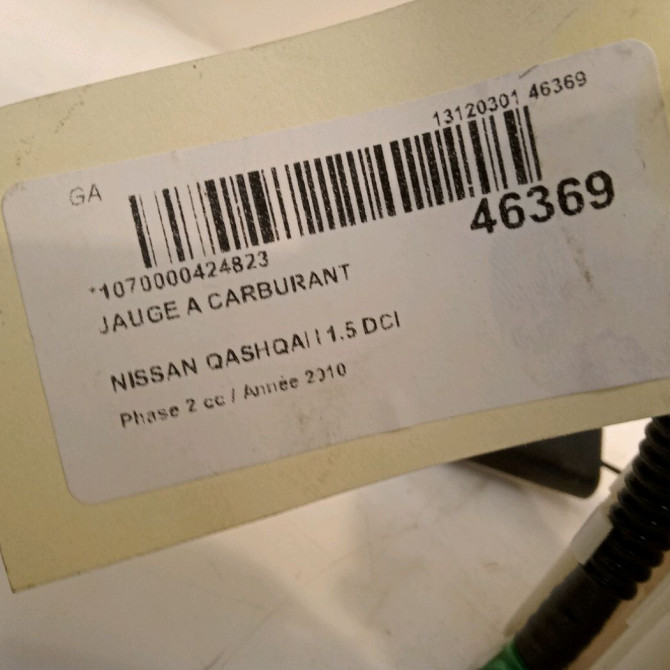 13120301 46369
GA
46369
*1070000424823
JAUGE A CARBURANT
NISSAN QASHQAI I 1.5 DCI
Phase 2 cc / Année 2010